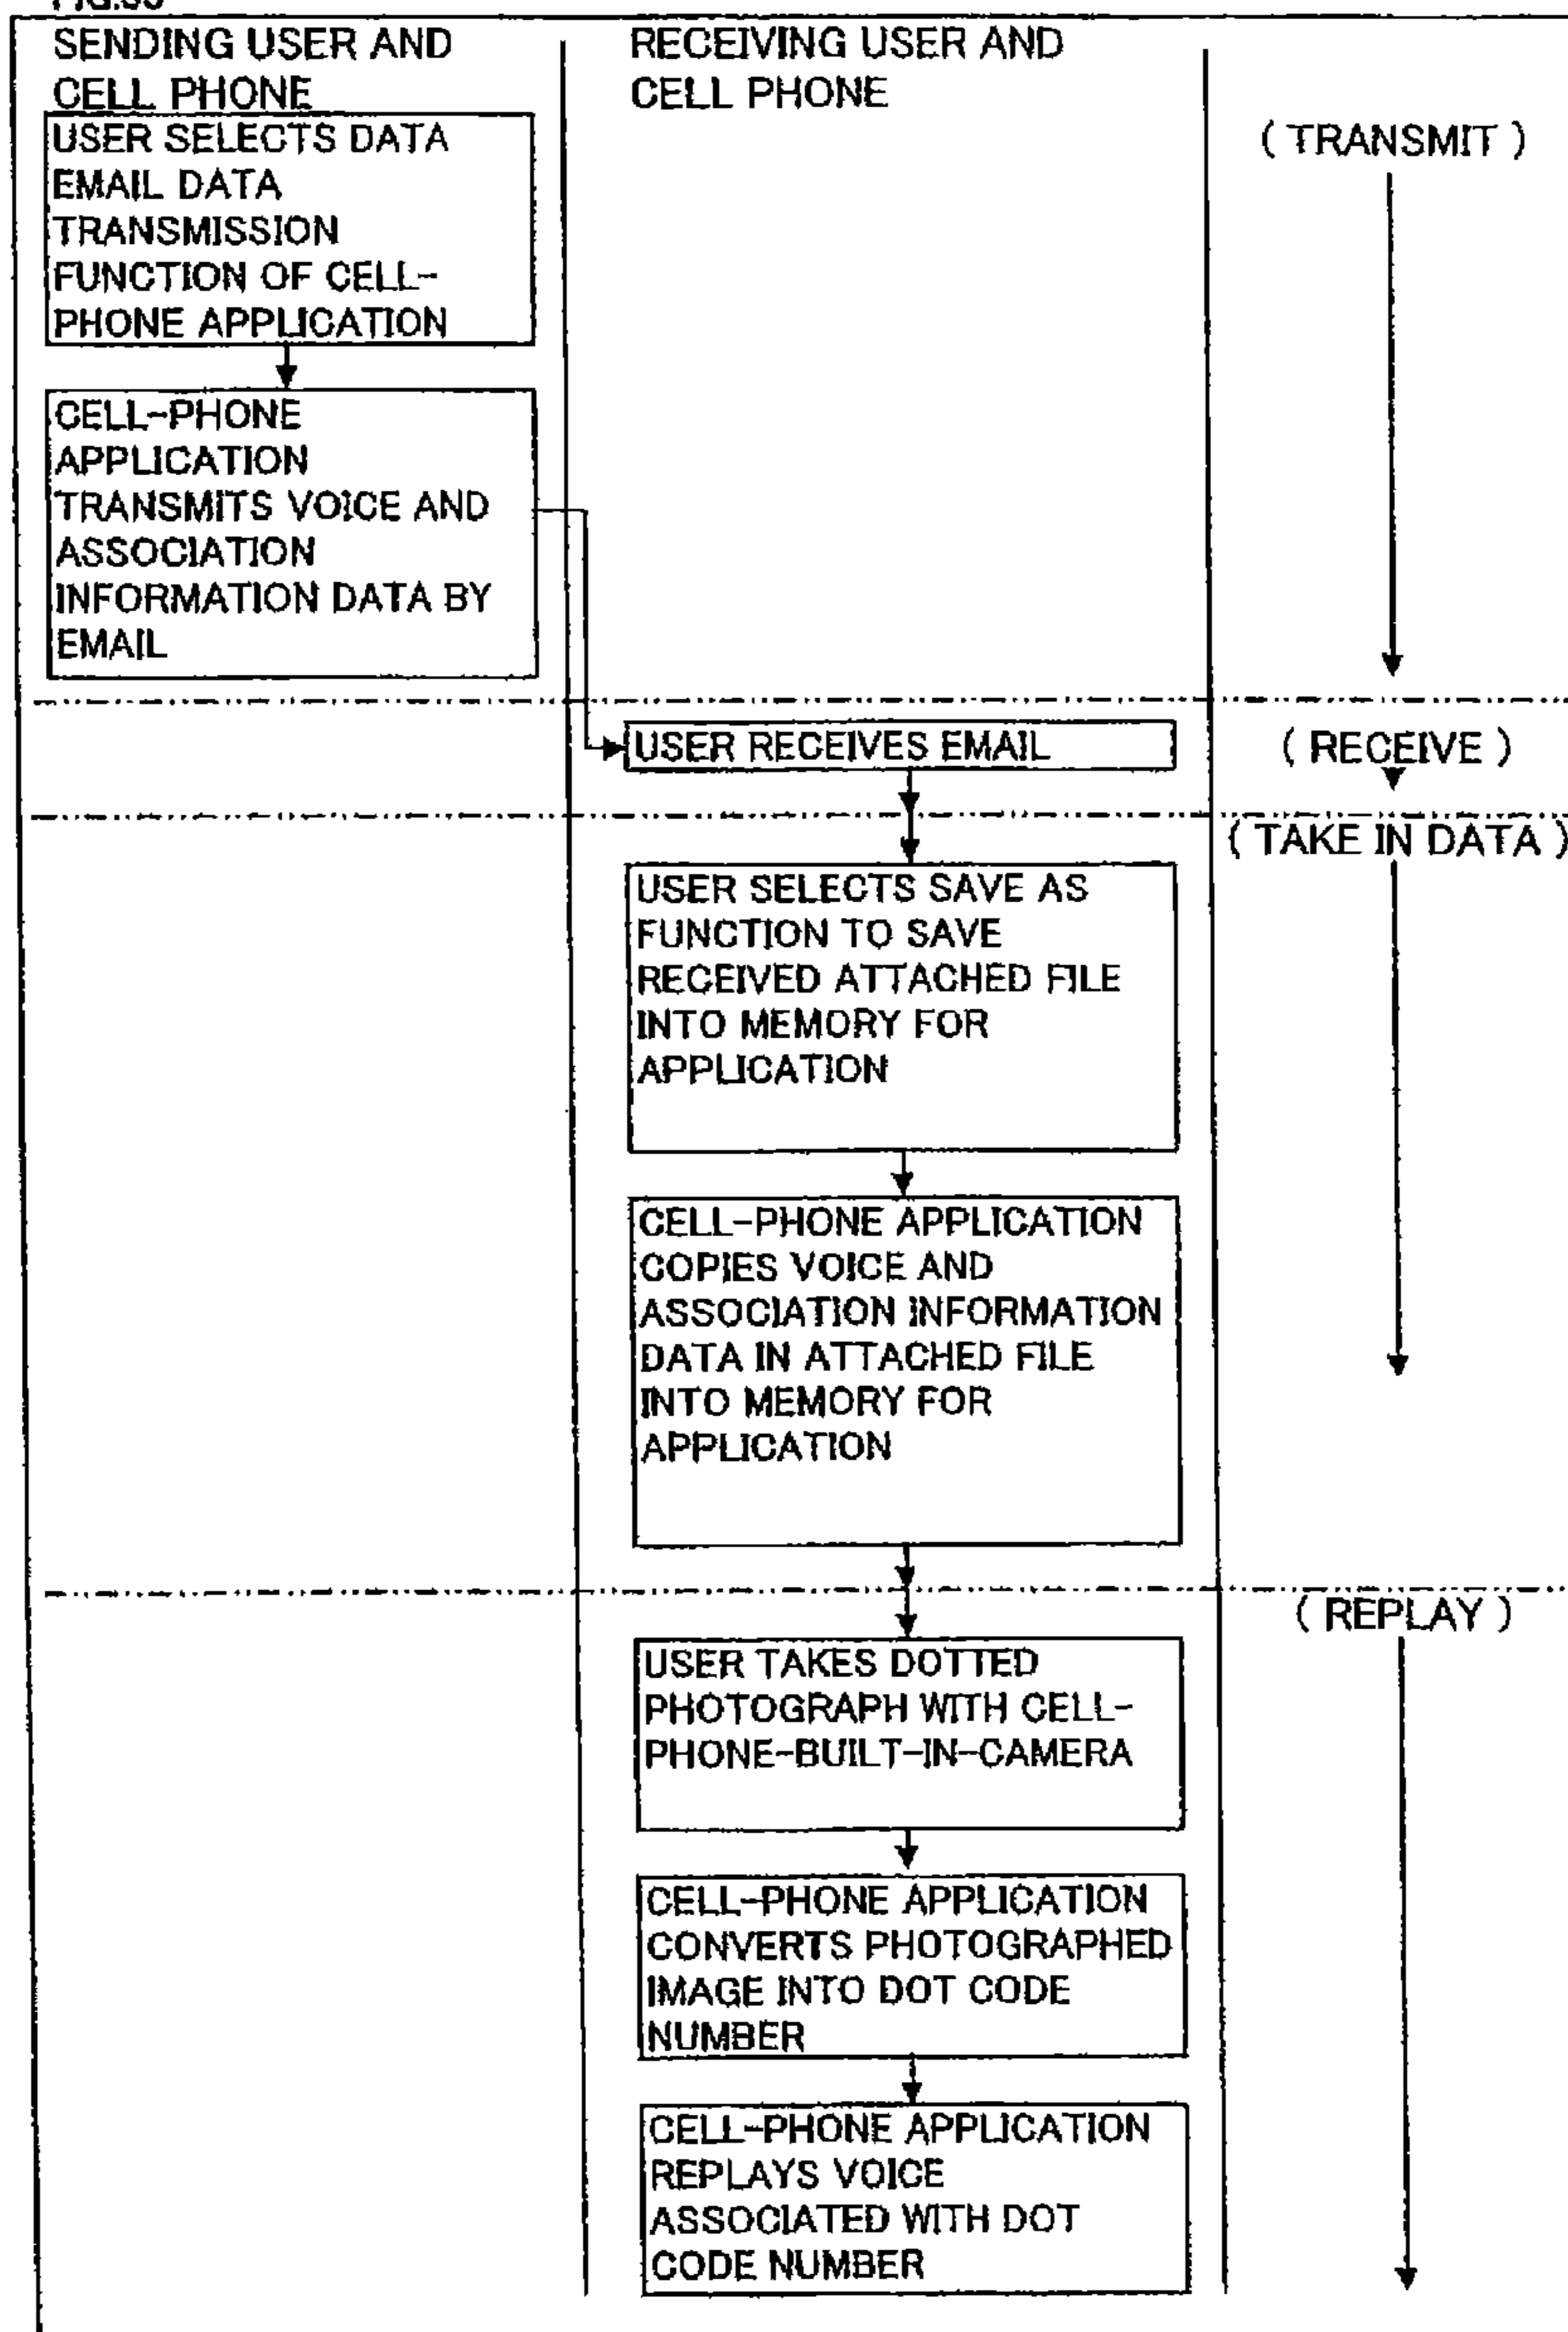 SENDING USER AND
CELL PHONE
RECEIVING USER AND
CELL PHONE
USER SELECTS DATA
EMAIL DATA
TRANSMISSION
FUNCTION OF CELL-
PHONE APPLICATION
( TRANSMIT )
CELL-PHONE
APPLICATION
TRANSMITS VOICE AND
ASSOCIATION
INFORMATION DATA BY
EMAIL
USER RECEIVES EMAIL
( RECEIVE )
( TAKE IN DATA )
USER SELECTS SAVE AS
FUNCTION TO SAVE
RECEIVED ATTACHED FILE
INTO MEMORY FOR
APPLICATION
CELL-PHONE APPLICATION
COPIES VOICE AND
ASSOCIATION INFORMATION
DATA IN ATTACHED FILE
INTO MEMORY FOR
APPLICATION
( REPLAY )
USER TAKES DOTTED
PHOTOGRAPH WITH CELL-
PHONE-BUILT-IN-CAMERA
CELL-PHONE APPLICATION
CONVERTS PHOTOGRAPHED
IMAGE INTO DOT CODE
NUMBER
CELL-PHONE APPLICATION
REPLAYS VOICE
ASSOCIATED WITH DOT
CODE NUMBER